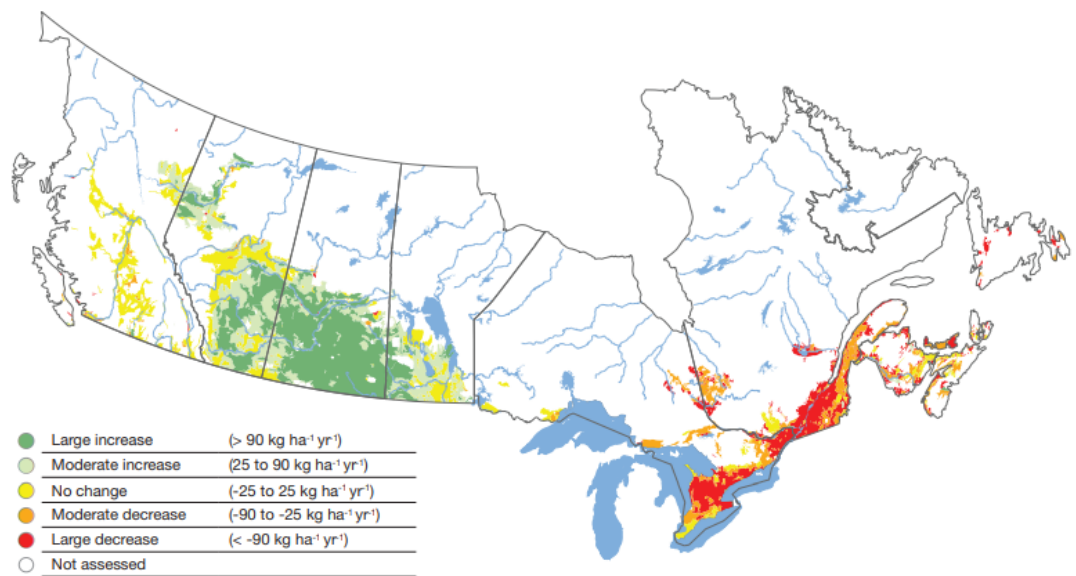 Large increase (> 90 kg ha⁻¹ yr⁻¹)
Moderate increase (25 to 90 kg ha⁻¹ yr⁻¹)
No change (-25 to 25 kg ha⁻¹ yr⁻¹)
Moderate decrease (-90 to -25 kg ha⁻¹ yr⁻¹)
Large decrease (< -90 kg ha⁻¹ yr⁻¹)
Not assessed